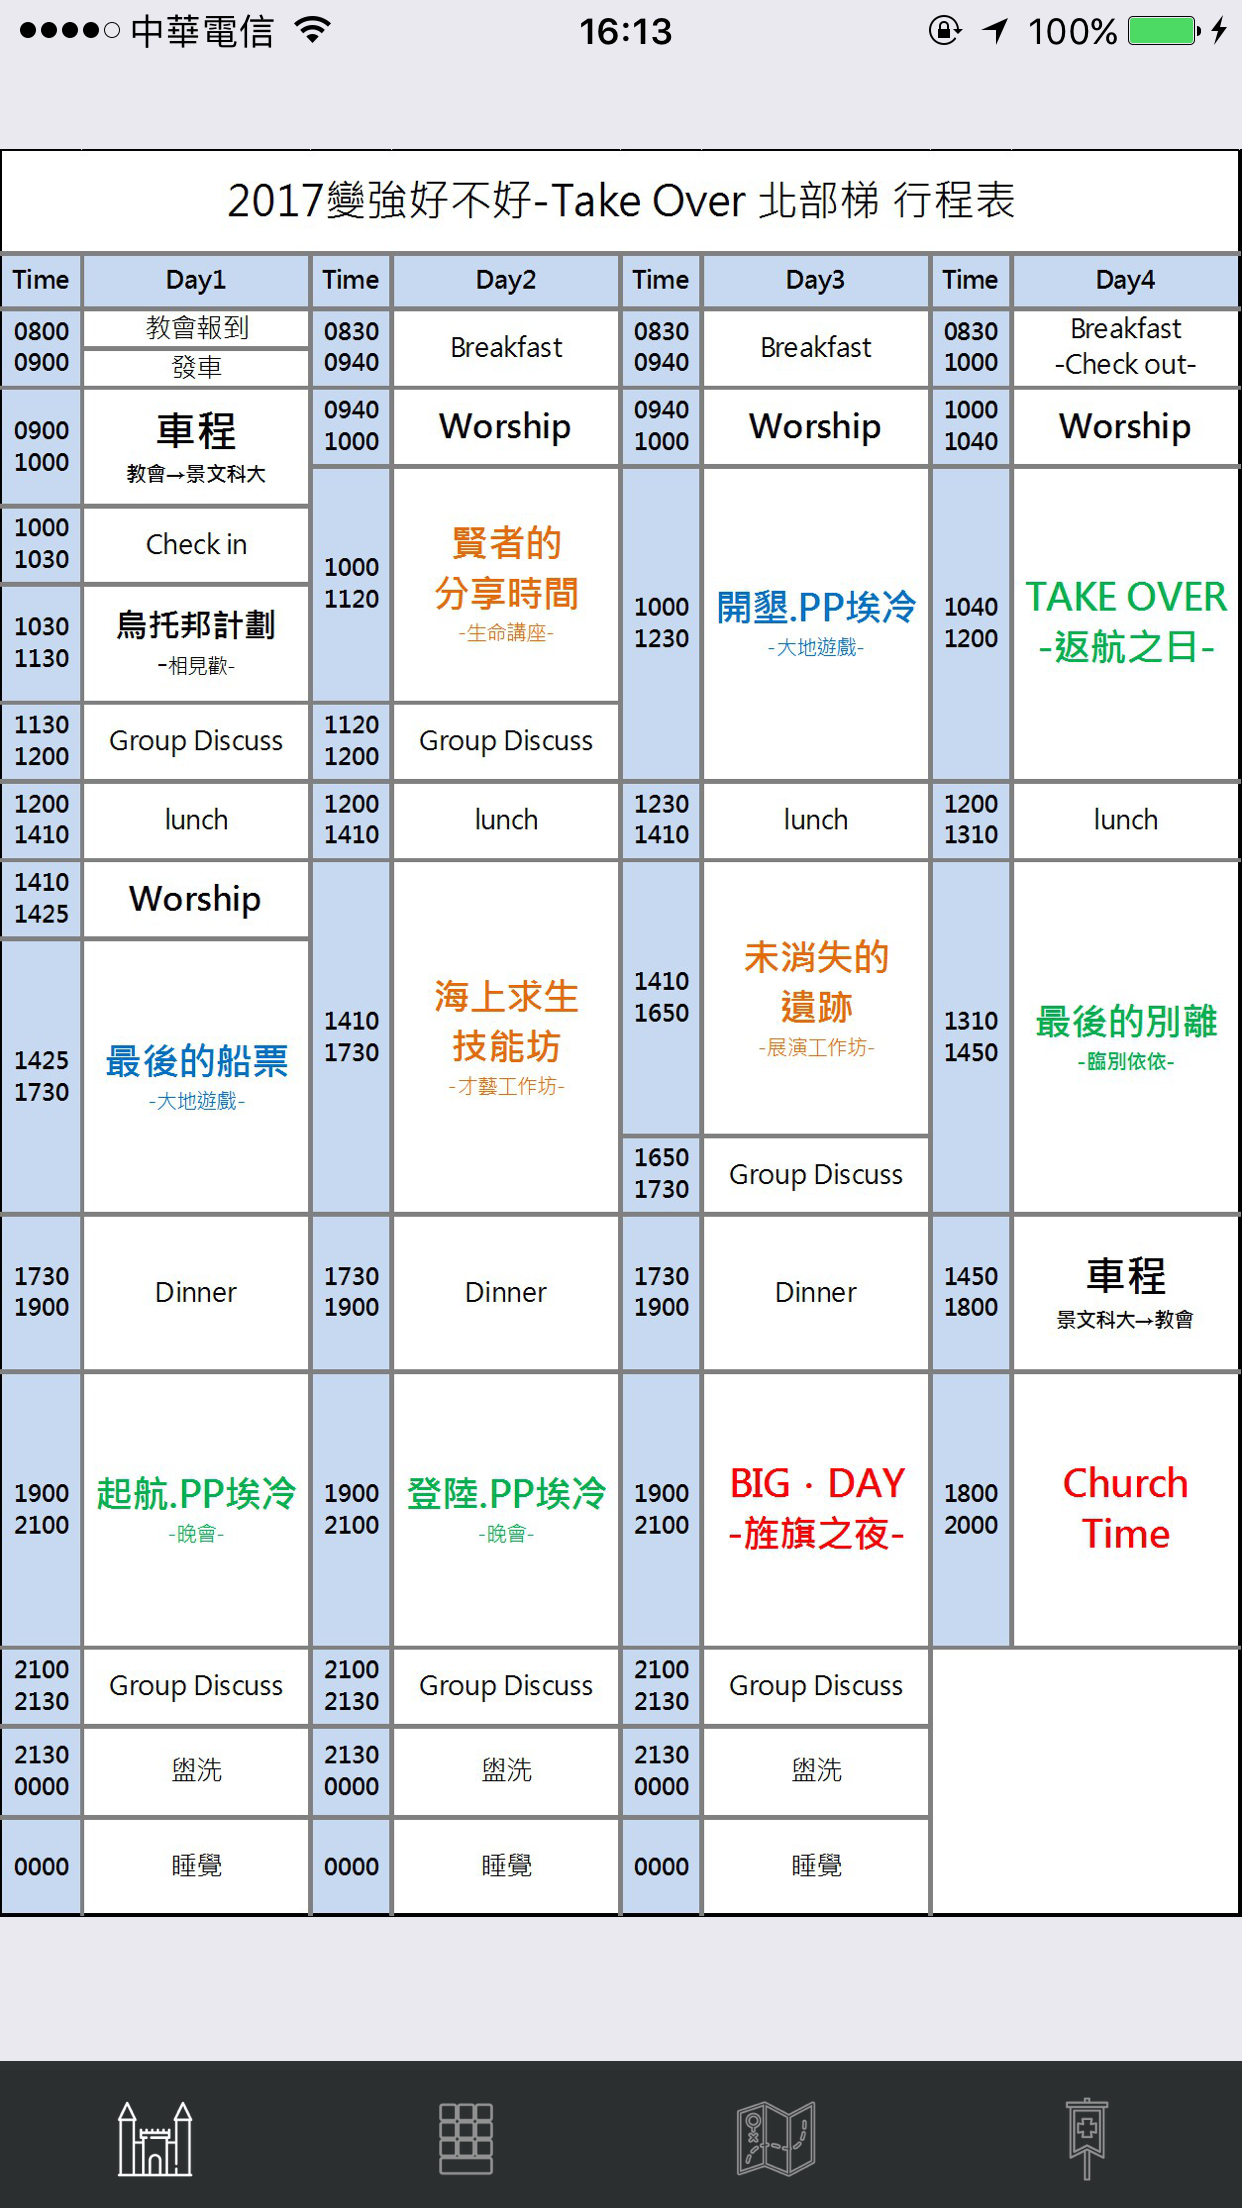 中華電信 16:13 100%
2017變強好不好-Take Over 北部梯 行程表
Time Day1 Time Day2 Time Day3 Time Day4
0800
0900
教會報到
發車
0830
0940
Breakfast
0830
0940
Breakfast
0830
1000
Breakfast
-Check out-
0900
1000
車程
教會→景文科大
0940
1000
Worship
0940
1000
Worship
1000
1040
Worship
1000
1030
Check in
1000
1120
賢者的
分享時間
-生命講座-
1000
1230
開墾.PP埃冷
-大地遊戲-
1040
1200
TAKE OVER
-返航之日-
1030
1130
烏托邦計劃
-相見歡-
1130
1200
Group Discuss
1120
1200
Group Discuss
1200
1410
lunch
1200
1410
lunch
1230
1410
lunch
1200
1310
lunch
1410
1425
Worship
1410
1730
海上求生
技能坊
-才藝工作坊-
1410
1650
未消失的
遺跡
-展演工作坊-
1310
1450
最後的別離
-臨別依依-
1425
1730
最後的船票
-大地遊戲-
1650
1730
Group Discuss
1730
1900
Dinner
1730
1900
Dinner
1730
1900
Dinner
1450
1800
車程
景文科大→教會
1900
2100
起航.PP埃冷
-晚會-
1900
2100
登陸.PP埃冷
-晚會-
1900
2100
BIG．DAY
-旌旗之夜-
1800
2000
Church
Time
2100
2130
Group Discuss
2100
2130
Group Discuss
2100
2130
Group Discuss
2130
0000
盥洗
2130
0000
盥洗
2130
0000
盥洗
0000
睡覺
0000
睡覺
0000
睡覺